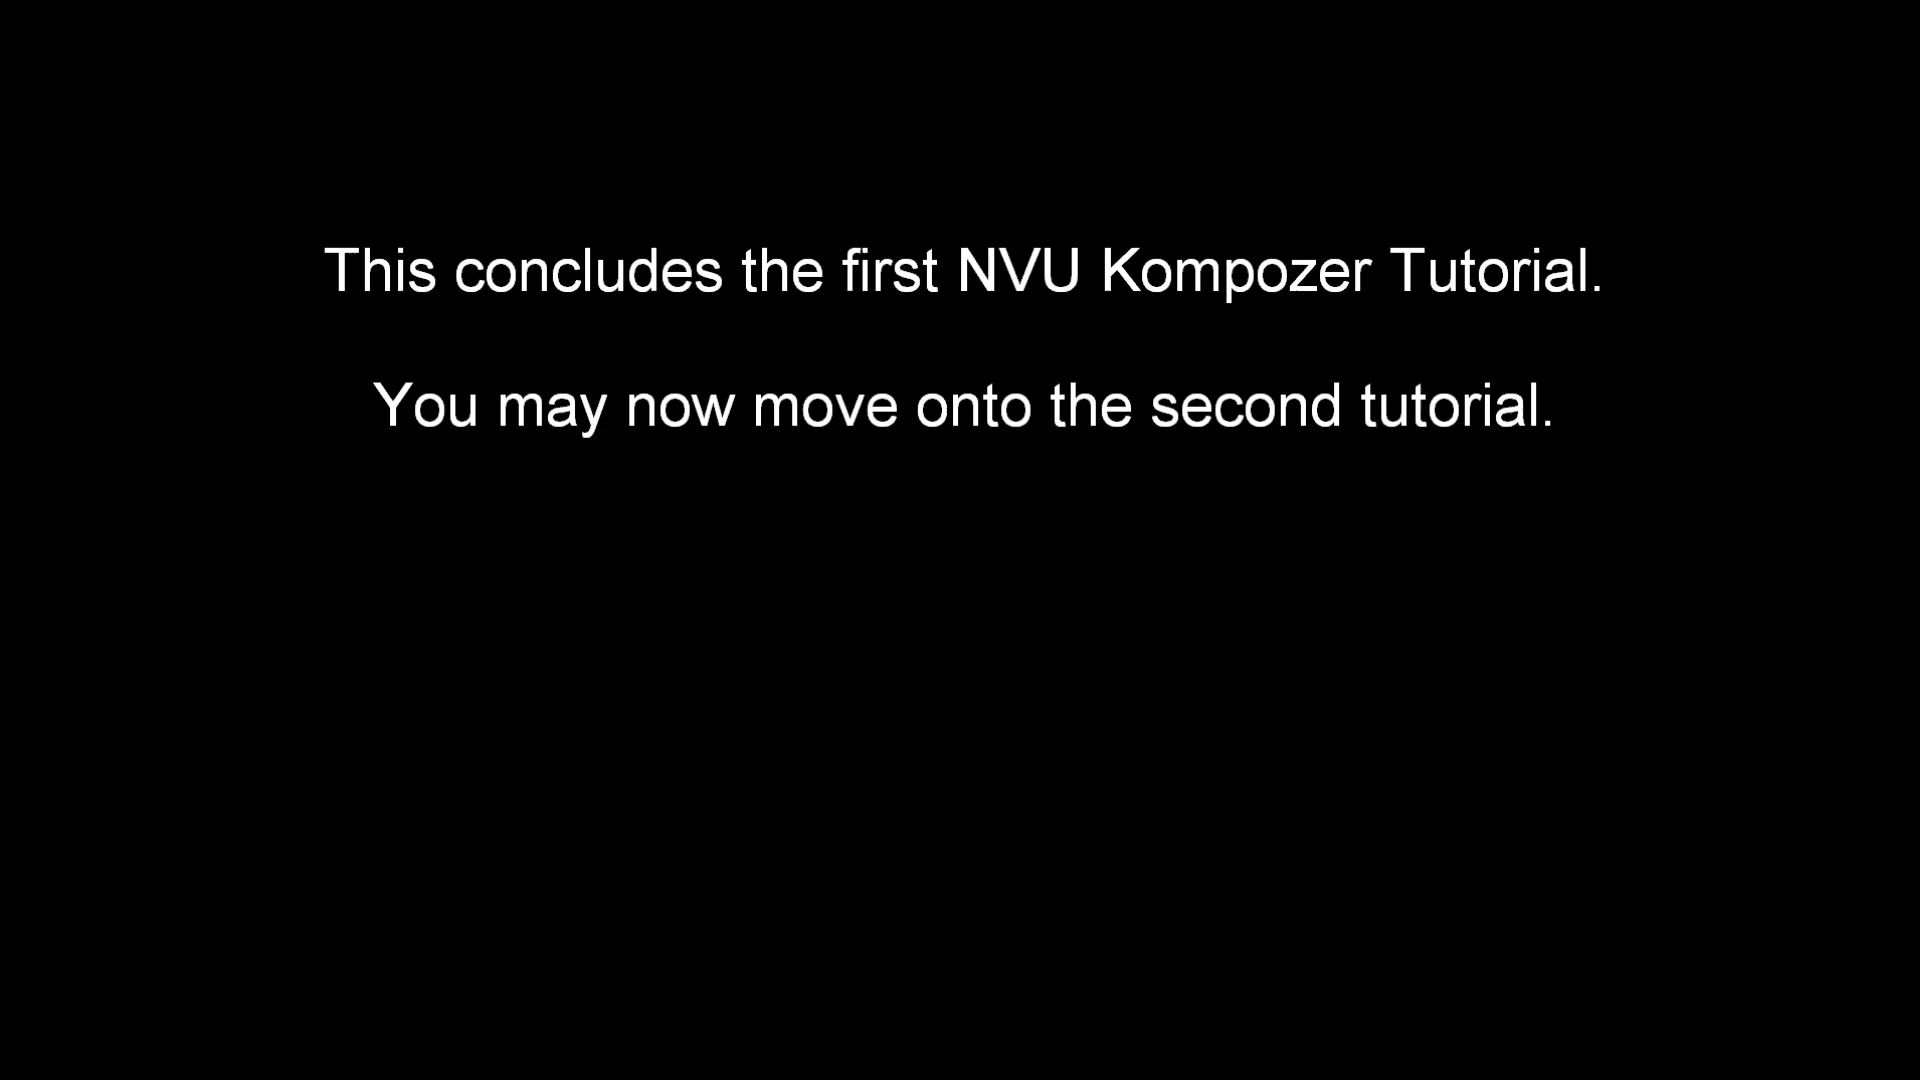 This concludes the first NVU Kompozer Tutorial.
You may now move onto the second tutorial.